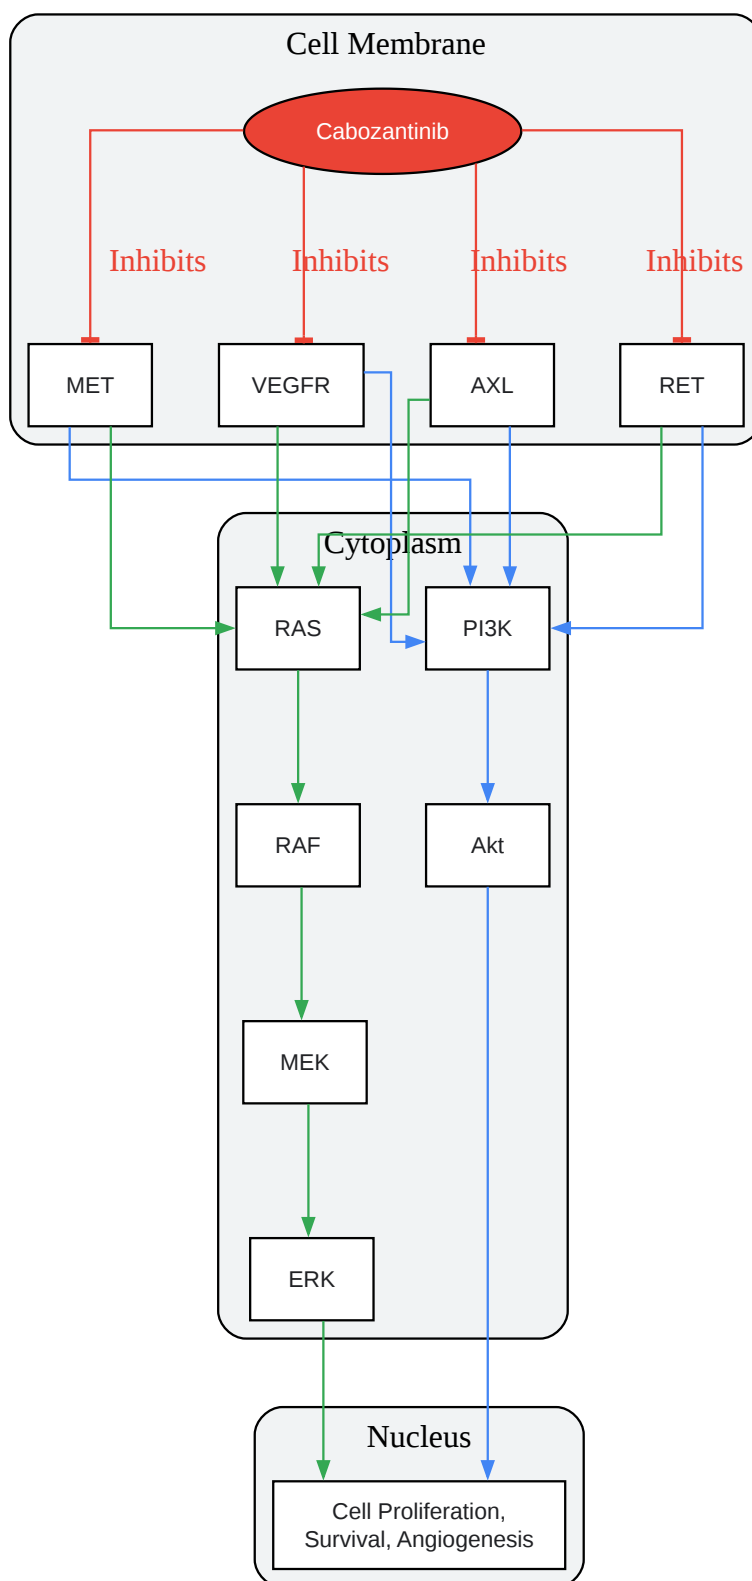 Cell Membrane
Cabozantinib
Inhibits
Inhibits
Inhibits
Inhibits
MET
VEGFR
AXL
RET
Cytoplasm
RAS
PI3K
RAF
Akt
MEK
ERK
Nucleus
Cell Proliferation,
Survival, Angiogenesis